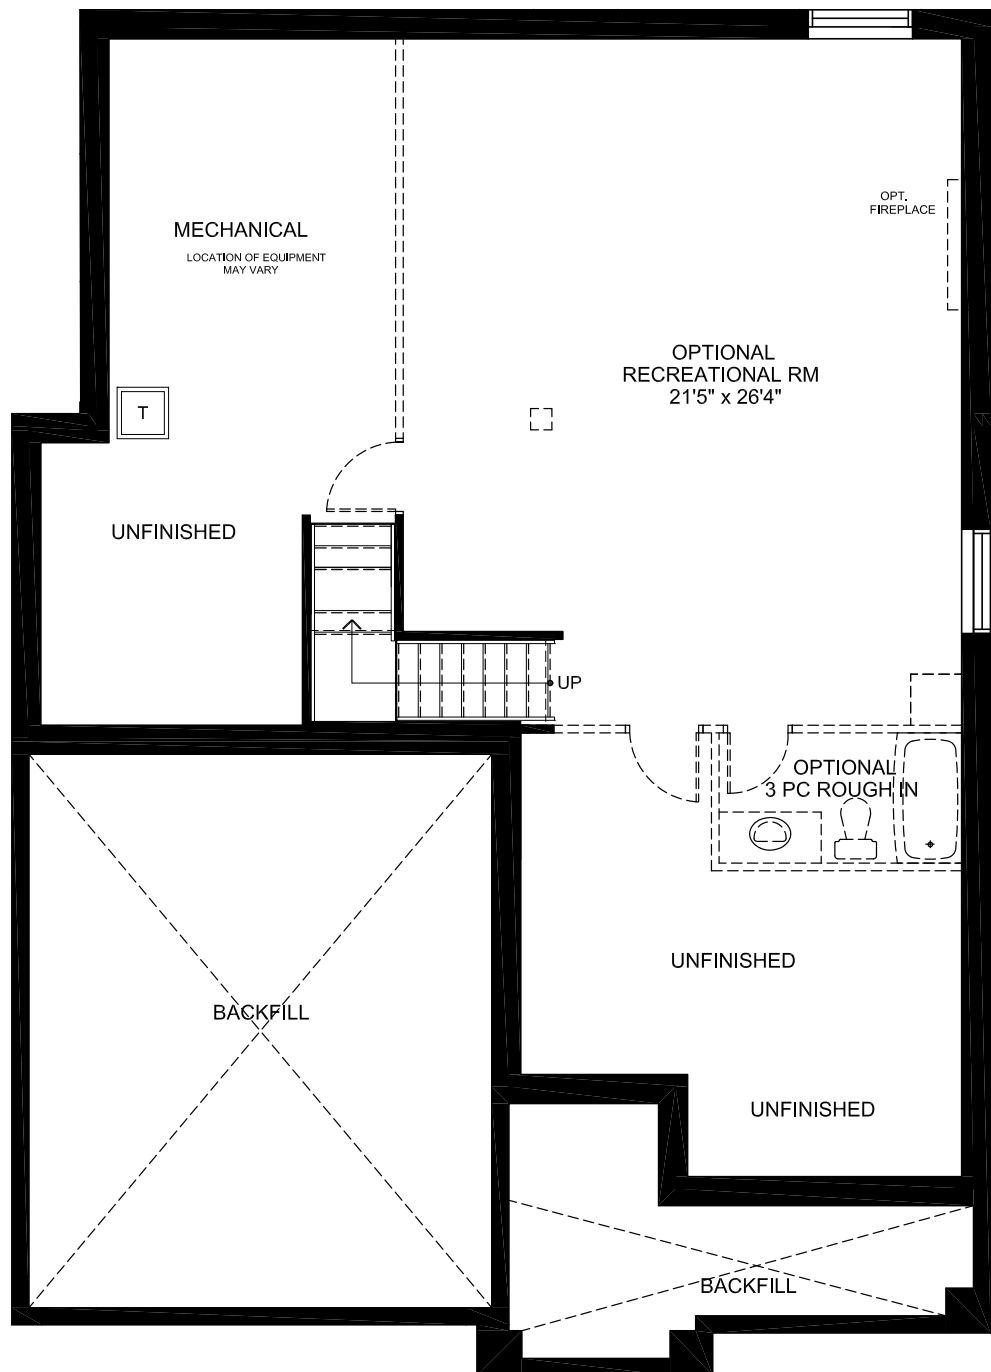 OPT.
FIREPLACE
MECHANICAL
LOCATION OF EQUIPMENT
MAY VARY
OPTIONAL
RECREATIONAL RM
21'5" x 26'4"
T
UNFINISHED
UP
OPTIONAL
3 PC ROUGH IN
UNFINISHED
BACKFILL
UNFINISHED
BACKFILL